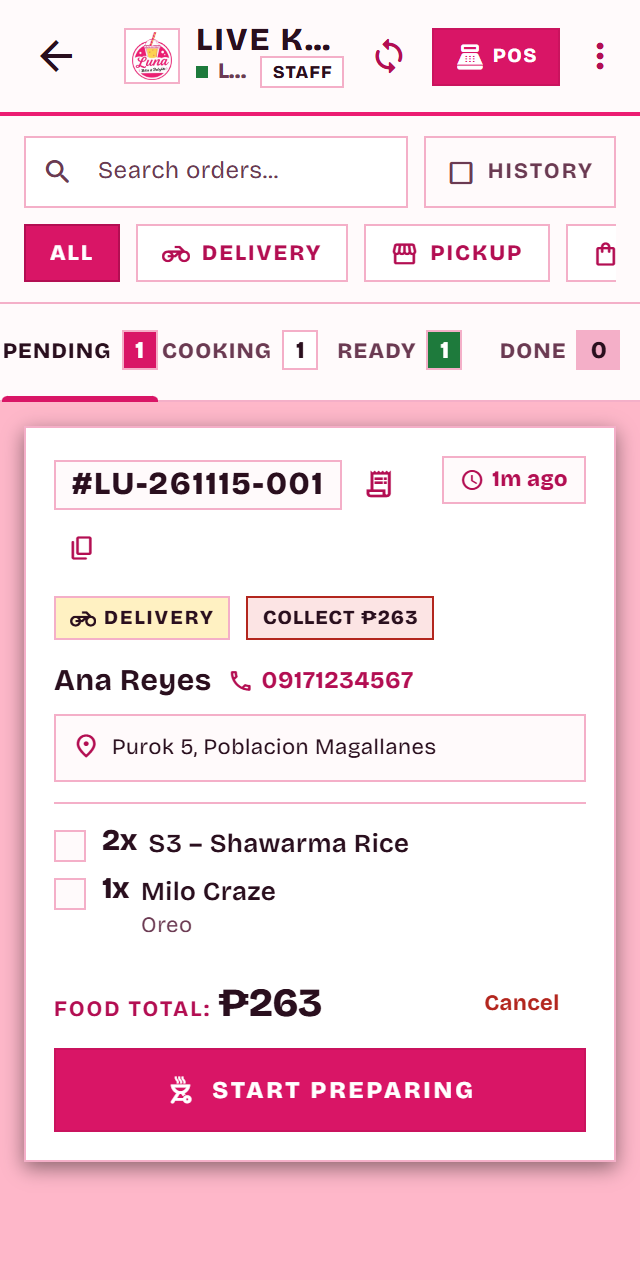 LIVE K...
L... STAFF
POS
Search orders...
HISTORY
ALL
DELIVERY
PICKUP
PENDING 1
COOKING 1
READY 1
DONE 0
#LU-261115-001
1m ago
DELIVERY
COLLECT ₱263
Ana Reyes 09171234567
Purok 5, Poblacion Magallanes
2x S3 – Shawarma Rice
1x Milo Craze
Oreo
FOOD TOTAL: ₱263
Cancel
START PREPARING